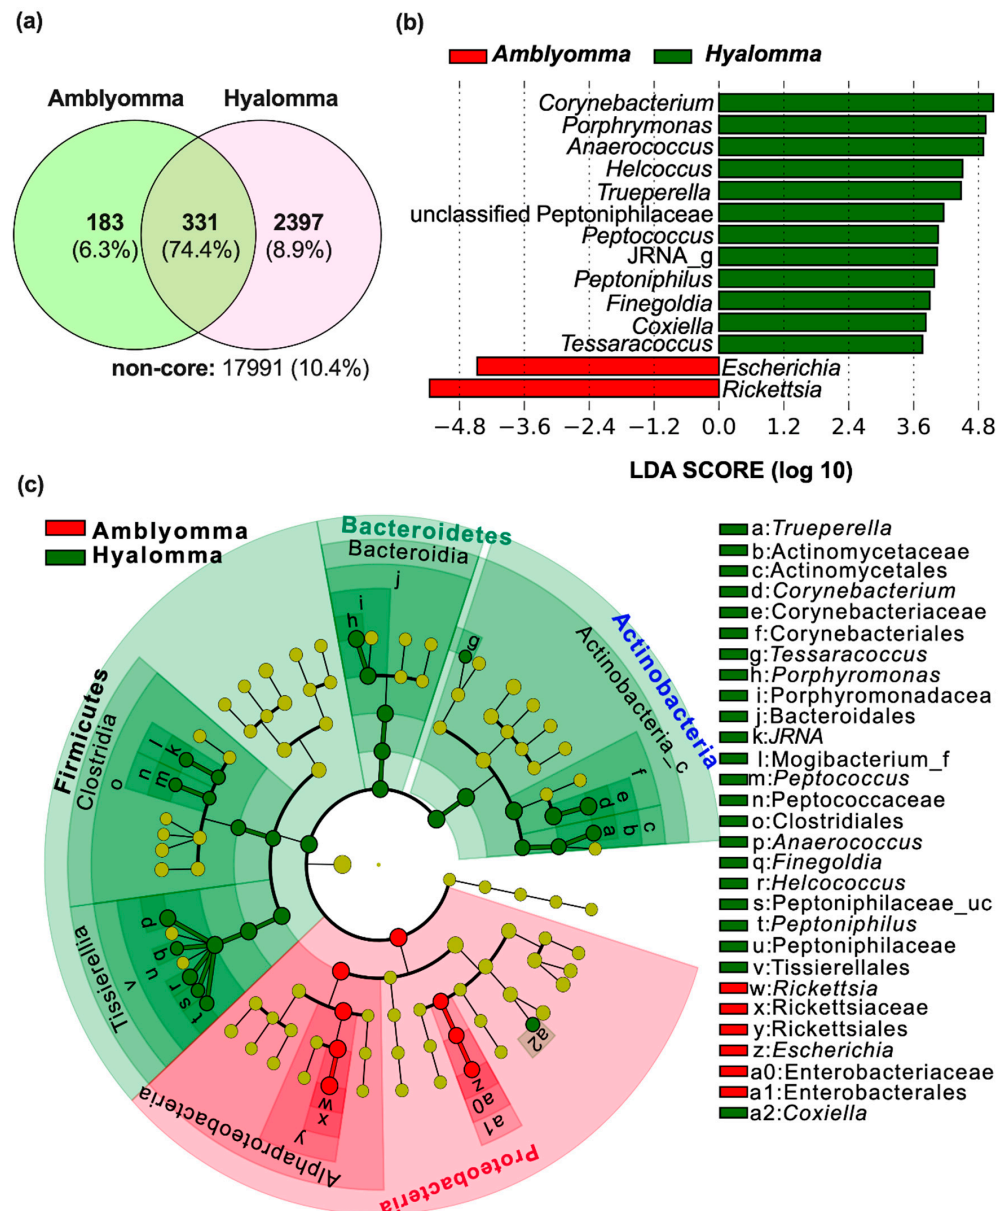 (a)
Amblyomma
Hyalomma
183
(6.3%)
331
(74.4%)
2397
(8.9%)
non-core: 17991 (10.4%)
(b)
Amblyomma
Hyalomma
Corynebacterium
Porphrymonas
Anaerococcus
Helcoccus
Trueperella
unclassified Peptoniphilaceae
Peptococcus
JRNA_g
Peptoniphilus
Finegoldia
Coxiella
Tessaracoccus
Escherichia
Rickettsia
−4.8 −3.6 −2.4 −1.2 0.0 1.2 2.4 3.6 4.8
LDA SCORE (log 10)
(c)
Amblyomma
Hyalomma
Bacteroidetes
Bacteroidia
j
i
h
g
Actinobacteria
Actinobacteria_c
f
e
d
c
b
a
Firmicutes
Clostridia
o
l
k
n
m
Tissierellia
v
d
b
u
r
s
t
Alphaproteobacteria
y
x
w
Proteobacteria
z
a0
a1
a2
a:Trueperella
b:Actinomycetaceae
c:Actinomycetales
d:Corynebacterium
e:Corynebacteriaceae
f:Corynebacteriales
g:Tessaracoccus
h:Porphyromonas
i:Porphyromonadacea
j:Bacteroidales
k:JRNA
l:Mogibacterium_f
m:Peptococcus
n:Peptococcaceae
o:Clostridiales
p:Anaerococcus
q:Finegoldia
r:Helcococcus
s:Peptoniphilaceae_uc
t:Peptoniphilus
u:Peptoniphilaceae
v:Tissierellales
w:Rickettsia
x:Rickettsiaceae
y:Rickettsiales
z:Escherichia
a0:Enterobacteriaceae
a1:Enterobacterales
a2:Coxiella